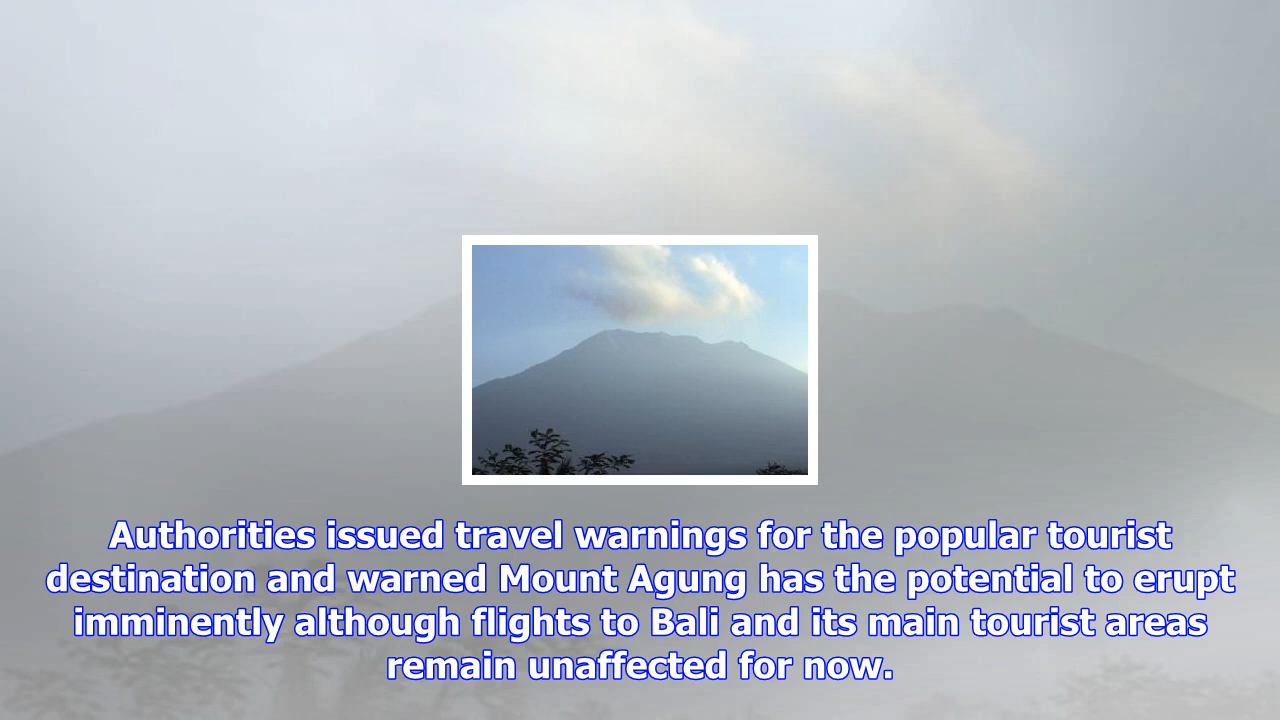 Authorities issued travel warnings for the popular tourist
destination and warned Mount Agung has the potential to erupt
imminently although flights to Bali and its main tourist areas
remain unaffected for now.